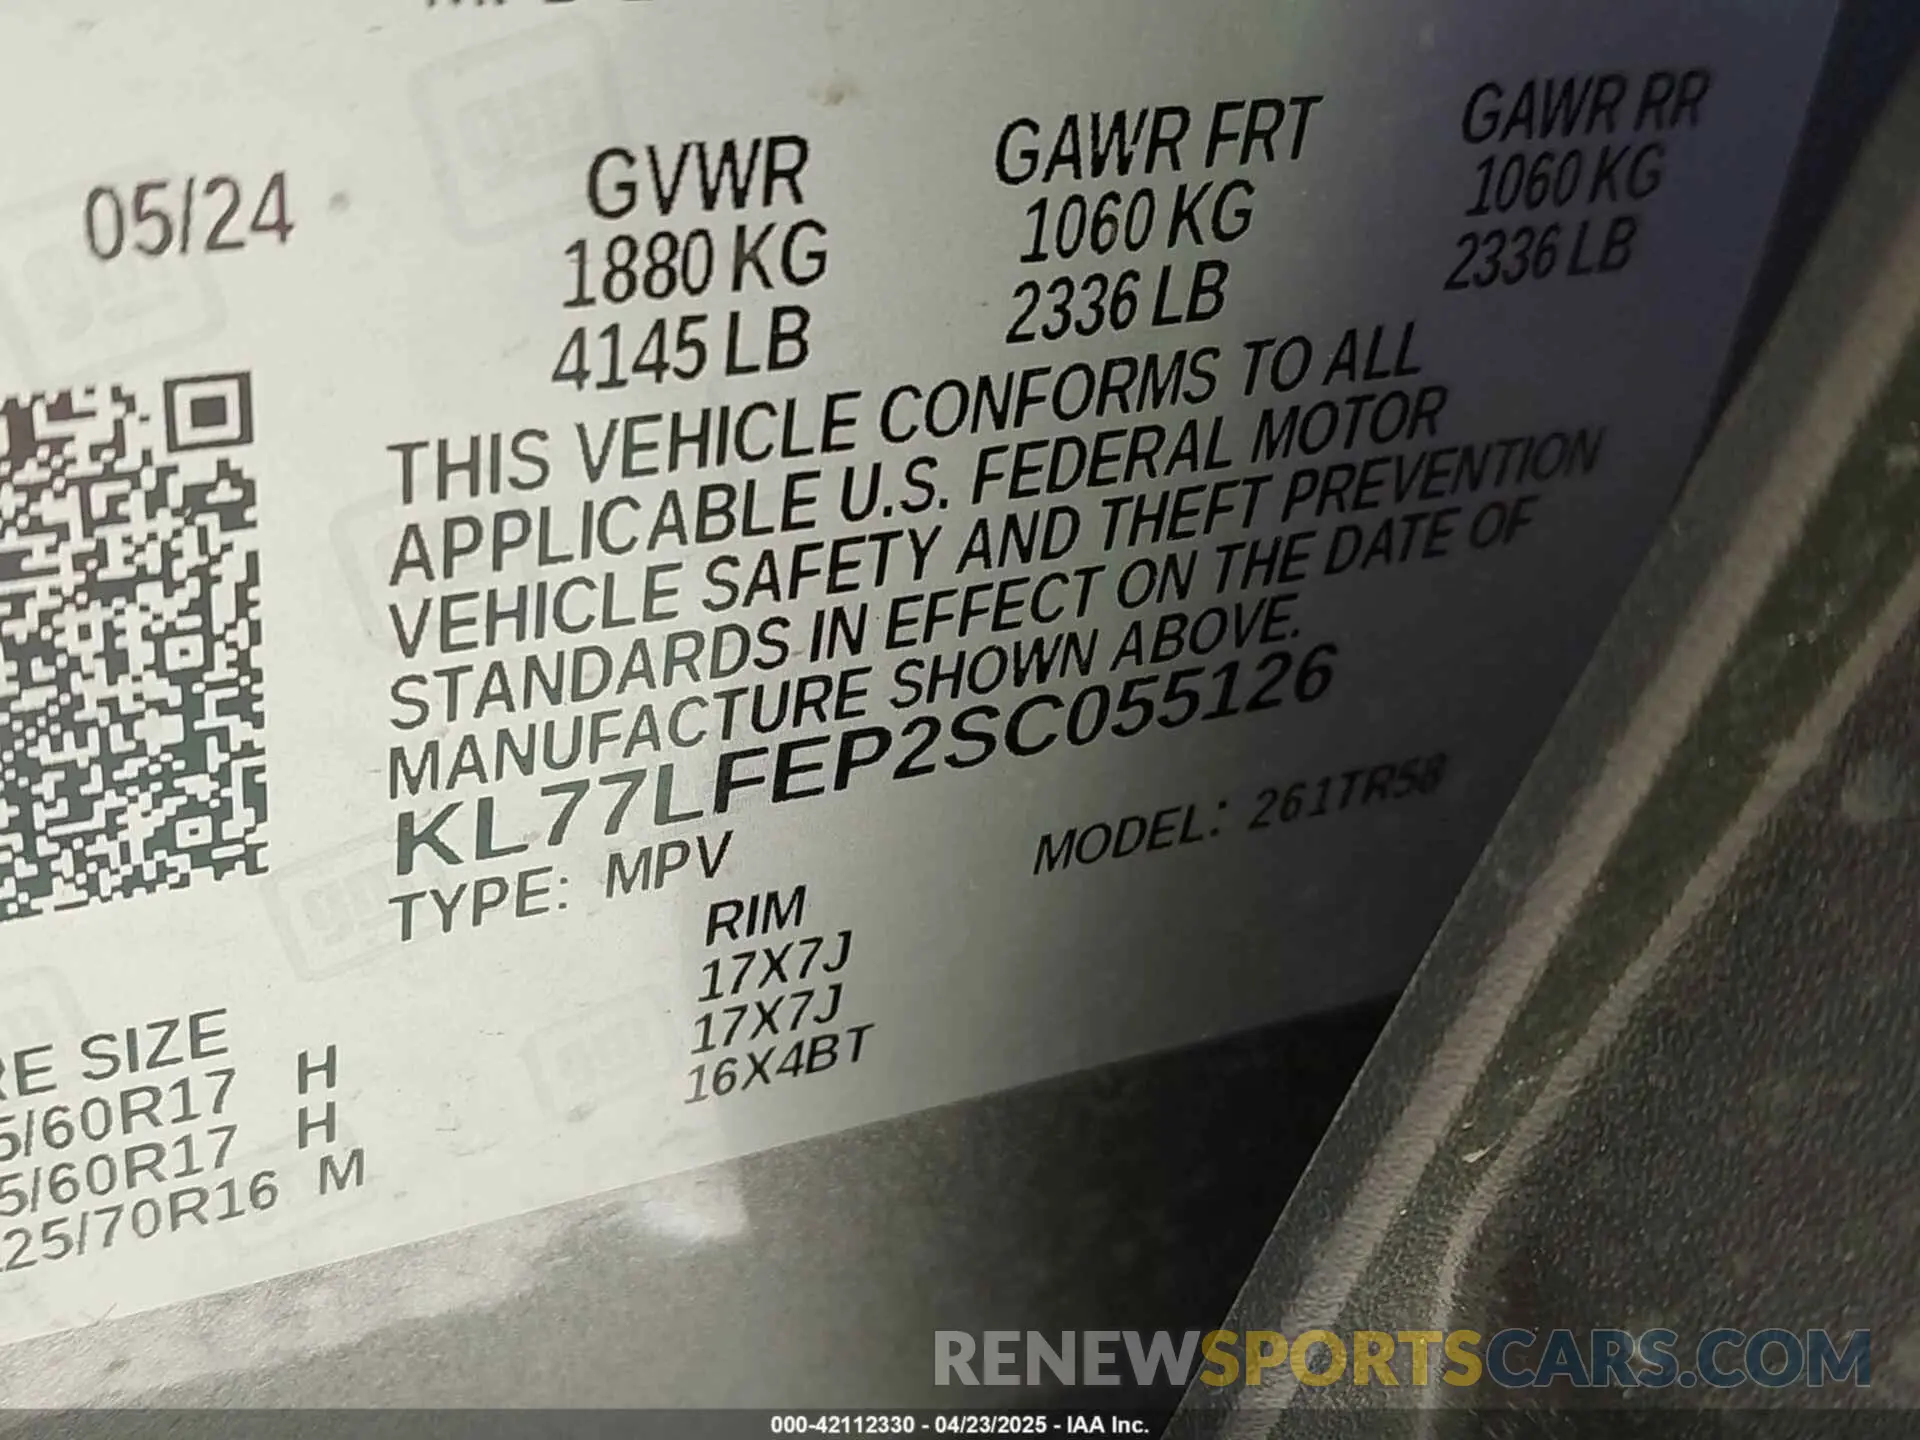 05/24
GVWR
1880 KG
4145 LB
GAWR FRT
1060 KG
2336 LB
GAWR RR
1060 KG
2336 LB
THIS VEHICLE CONFORMS TO ALL
APPLICABLE U.S. FEDERAL MOTOR
VEHICLE SAFETY AND THEFT PREVENTION
STANDARDS IN EFFECT ON THE DATE OF
MANUFACTURE SHOWN ABOVE.
KL77LFEP2SC055126
TYPE: MPV MODEL: 261TR58
RE SIZE RIM
5/60R17 H 17X7J
5/60R17 H 17X7J
25/70R16 M 16X4BT
RENEWSPORTSCARS.COM
000-42112330 - 04/23/2025 - IAA Inc.